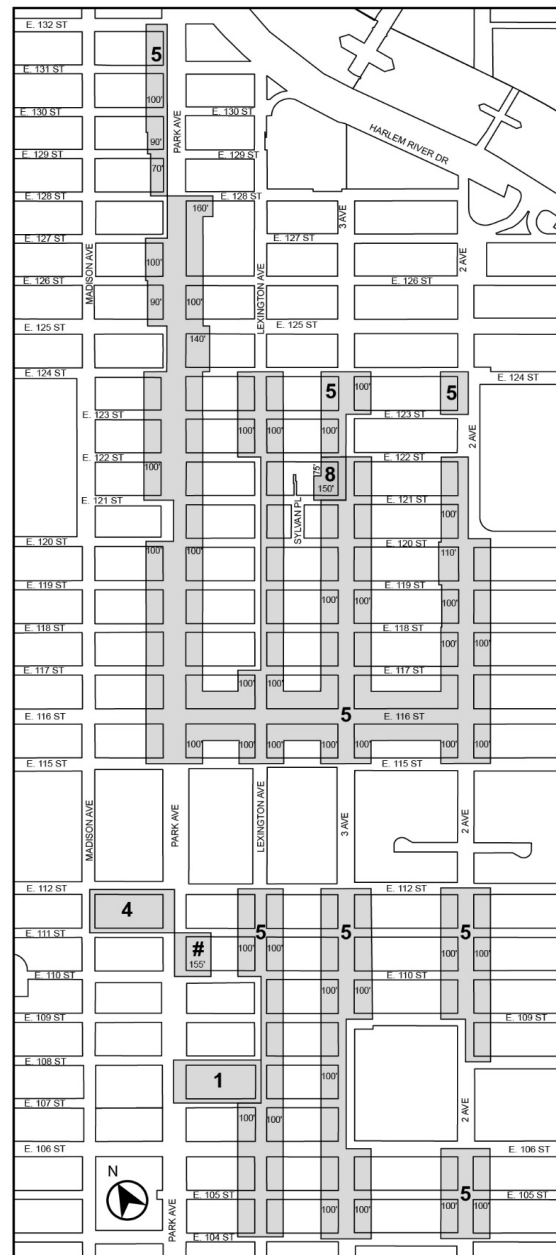 E. 132 ST
5
E. 131 ST
100'
E. 130 ST
E. 130 ST
90'
PARK AVE
HARLEM RIVER DR
E. 129 ST
E. 129 ST
70'
E. 128 ST
E. 128 ST
160'
3 AVE
E. 127 ST
E. 127 ST
MADISON AVE
100'
LEXINGTON AVE
2 AVE
E. 126 ST
E. 126 ST
90'
100'
E. 125 ST
E. 125 ST
140'
E. 124 ST
E. 124 ST
5
100'
5
E. 123 ST
E. 123 ST
100'
100'
100'
2 AVE
E. 122 ST
E. 122 ST
100'
75'
8
150'
E. 121 ST
E. 121 ST
SYLVAN PL
100'
E. 120 ST
E. 120 ST
100'
100'
110'
E. 119 ST
E. 119 ST
100'
100'
100'
E. 118 ST
E. 118 ST
100'
100'
E. 117 ST
E. 117 ST
100'
100'
5
E. 116 ST
E. 116 ST
100'
100'
100'
100'
100'
100'
100'
E. 115 ST
E. 115 ST
MADISON AVE
PARK AVE
LEXINGTON AVE
3 AVE
2 AVE
E. 112 ST
E. 112 ST
4
E. 111 ST
#
155'
5
5
5
100'
100'
100'
100'
100'
E. 110 ST
E. 110 ST
100'
100'
E. 109 ST
E. 109 ST
E. 108 ST
1
100'
E. 107 ST
100'
100'
2 AVE
E. 106 ST
E. 106 ST
N
5
E. 105 ST
E. 105 ST
PARK AVE
100'
100'
100'
100'
100'
E. 104 ST